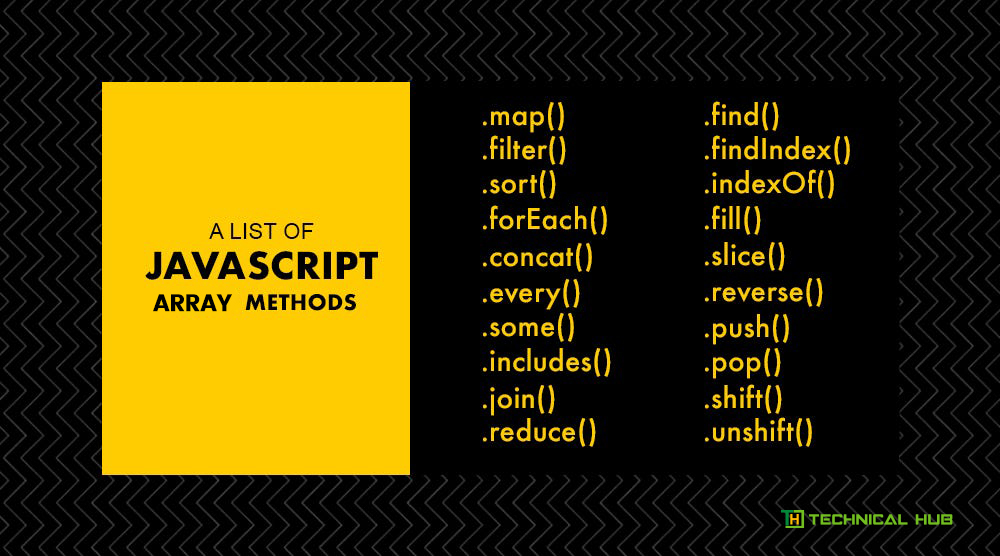 A LIST OF
JAVASCRIPT
ARRAY METHODS
.map()
.filter()
.sort()
.forEach()
.concat()
.every()
.some()
.includes()
.join()
.reduce()
.find()
.findIndex()
.indexOf()
.fill()
.slice()
.reverse()
.push()
.pop()
.shift()
.unshift()
TH TECHNICAL HUB